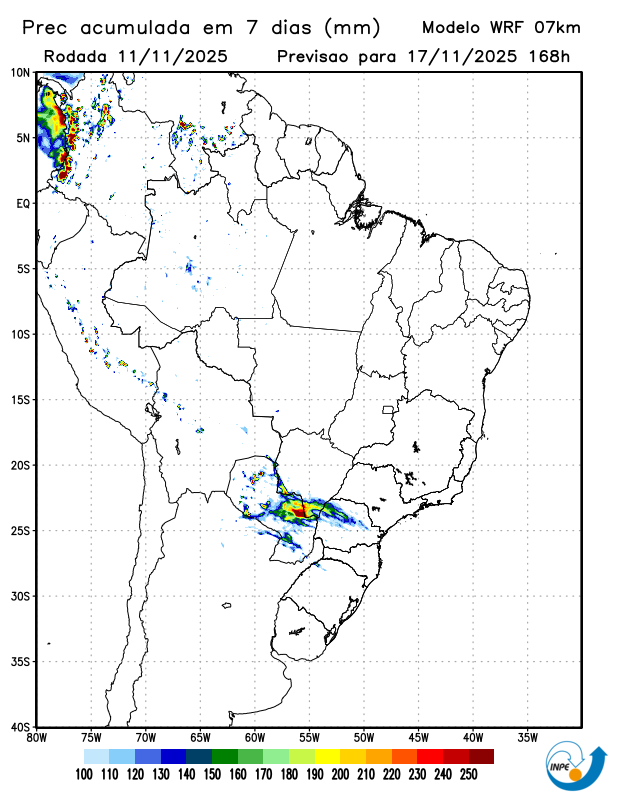 Prec acumulada em 7 dias (mm) Modelo WRF 07km
Rodada 11/11/2025 Previsao para 17/11/2025 168h
10N
5N
EQ
5S
10S
15S
20S
25S
30S
35S
40S
80W 75W 70W 65W 60W 55W 50W 45W 40W 35W
100 110 120 130 140 150 160 170 180 190 200 210 220 230 240 250
INPE